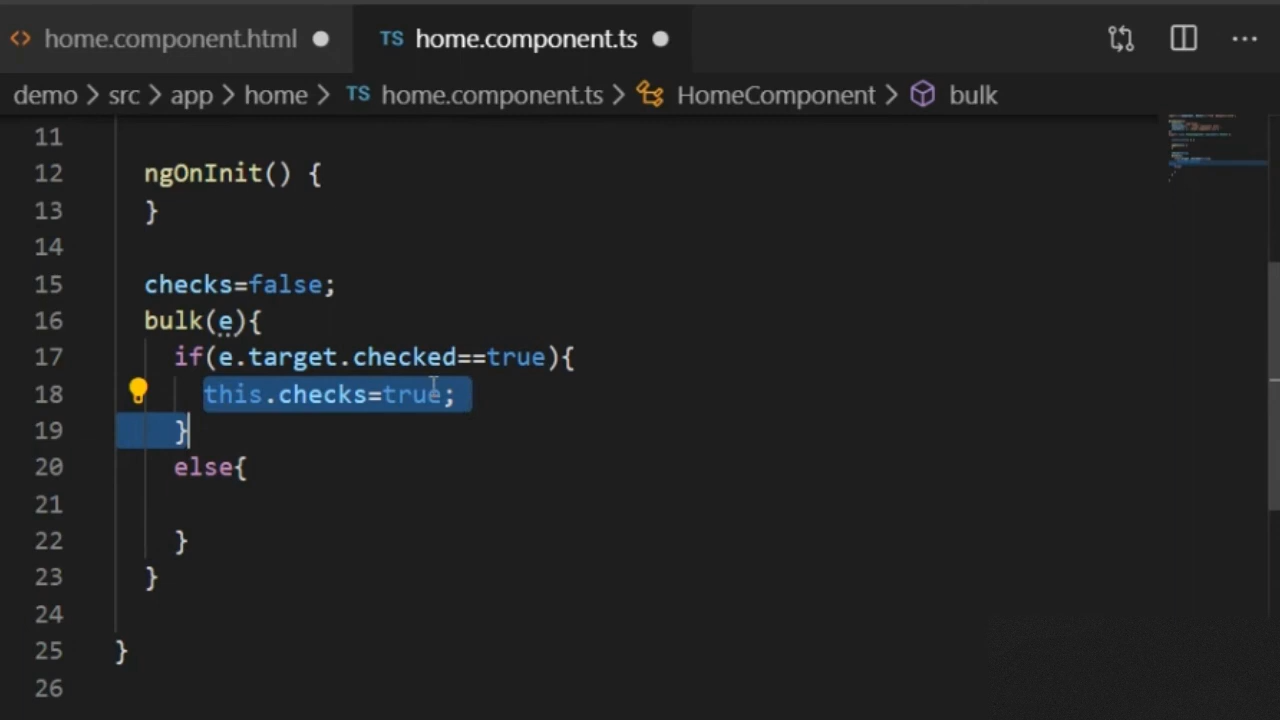 home.component.html
TS home.component.ts
demo > src > app > home > TS home.component.ts > HomeComponent > bulk
11
12 ngOnInit() {
13 }
14
15 checks=false;
16 bulk(e){
17 if(e.target.checked==true){
18 this.checks=true;
19 }
20 else{
21
22 }
23 }
24
25 }
26